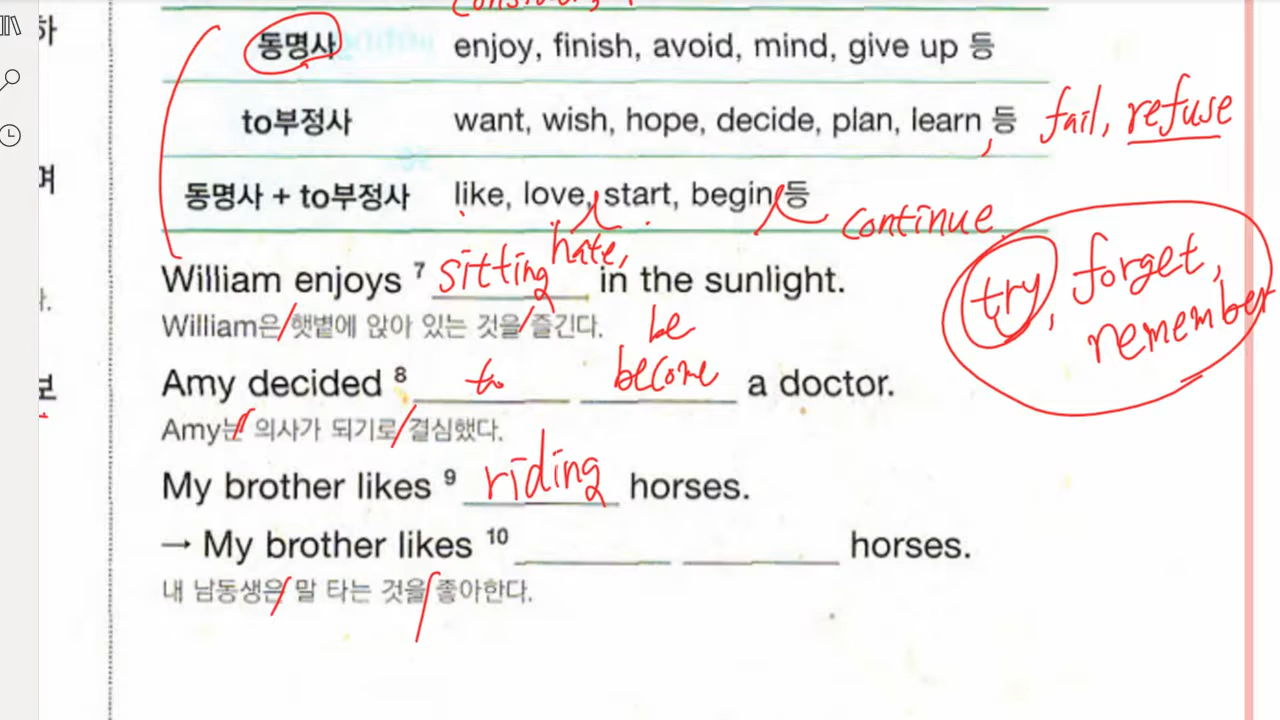 하
동명사 enjoy, finish, avoid, mind, give up 등
to부정사 want, wish, hope, decide, plan, learn 등 , fail, refuse
동명사 + to부정사 like, love, start, begin 등
hate, continue
try, forget, remember
며
William enjoys ⁷ sitting in the sunlight.
William은/햇볕에 앉아 있는 것을/즐긴다.
be
보
Amy decided ⁸ to become a doctor.
Amy는/의사가 되기로/결심했다.
My brother likes ⁹ riding horses.
→ My brother likes ¹⁰ ____ ____ horses.
내 남동생은/말 타는 것을/좋아한다.